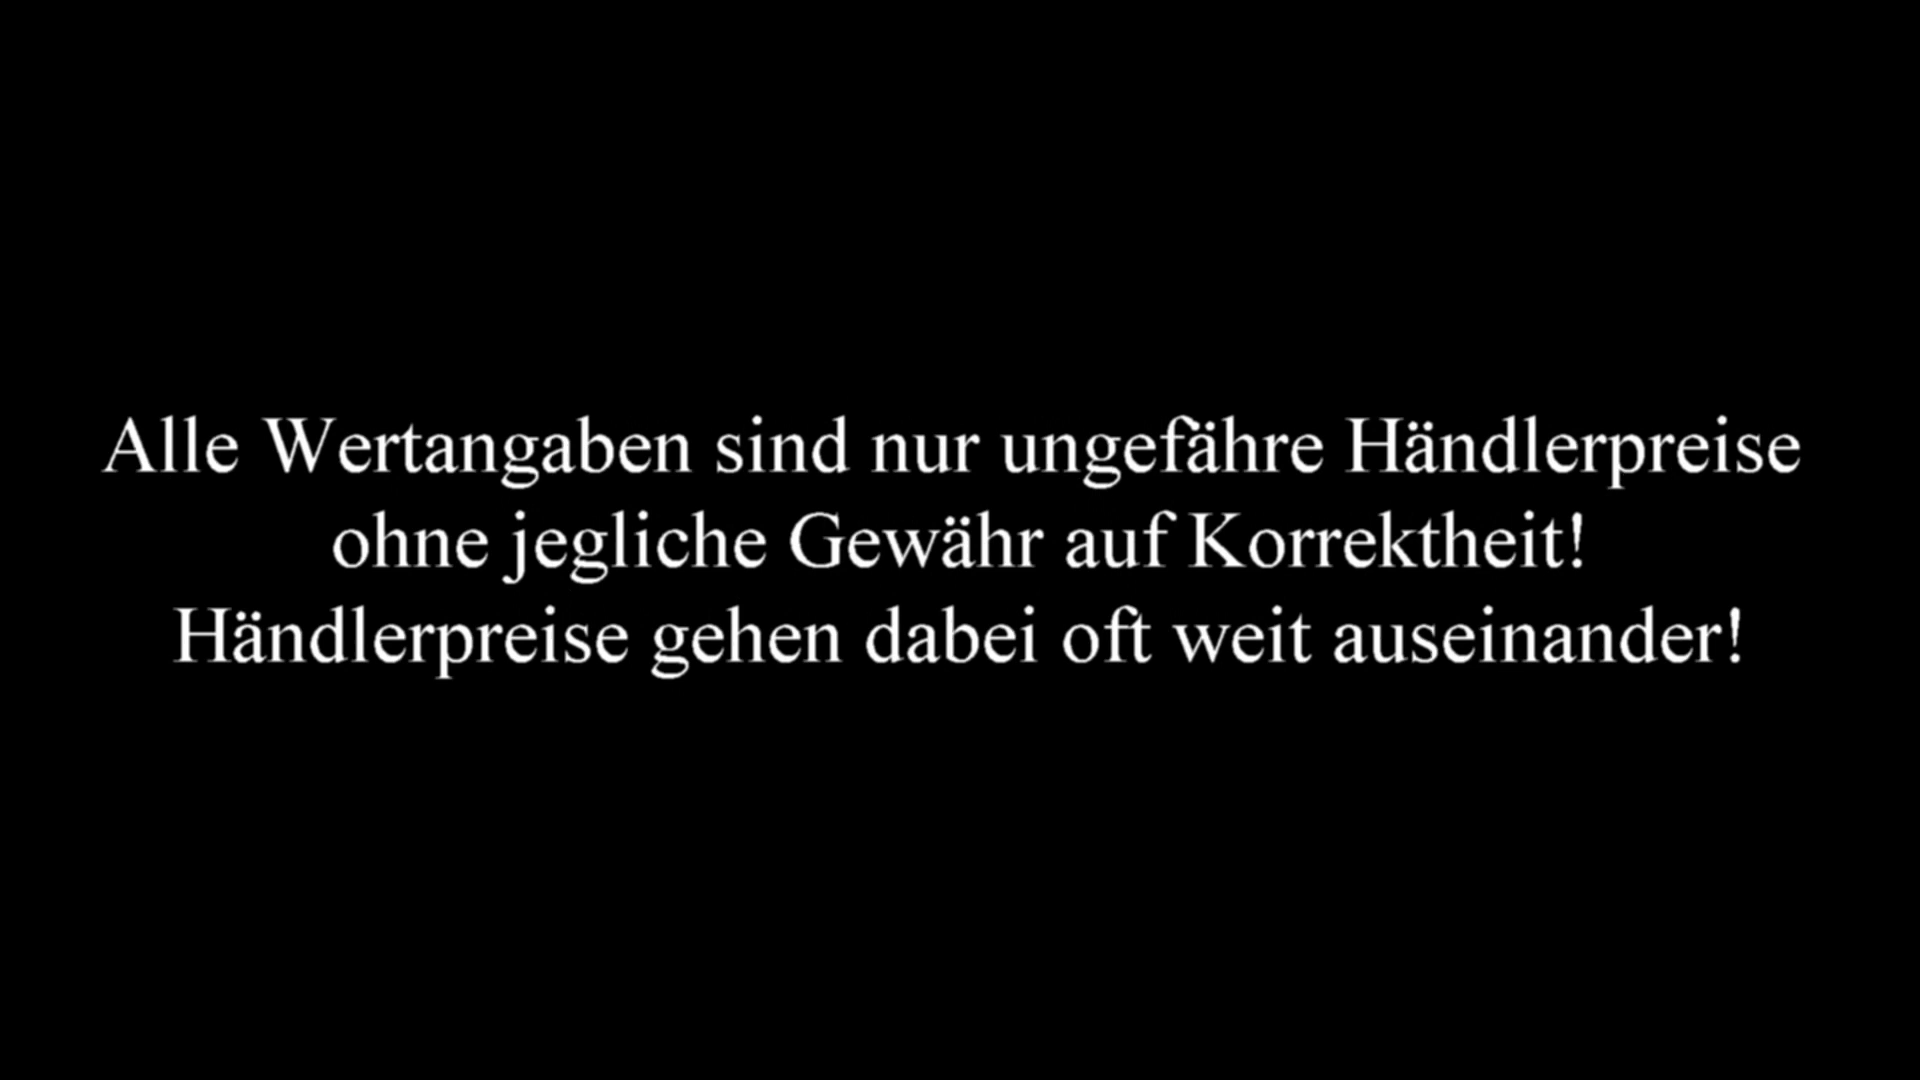 Alle Wertangaben sind nur ungefähre Händlerpreise
ohne jegliche Gewähr auf Korrektheit!
Händlerpreise gehen dabei oft weit auseinander!